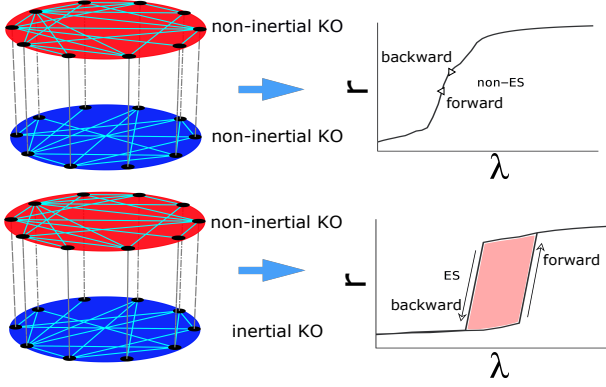 non-inertial KO
non-inertial KO
r
backward
non-ES
forward
λ
non-inertial KO
inertial KO
r
ES
backward
forward
λ